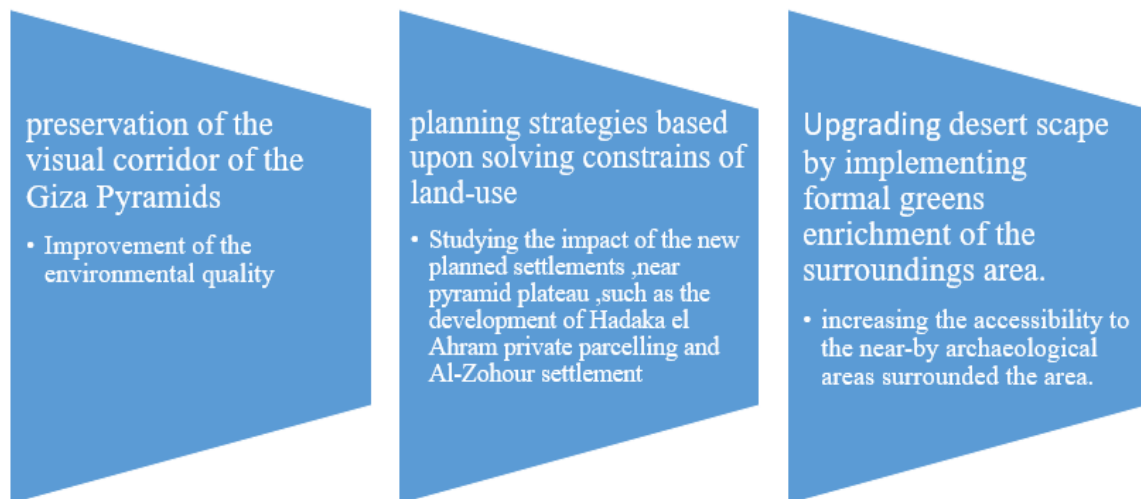 preservation of the
visual corridor of the
Giza Pyramids
• Improvement of the
environmental quality
planning strategies based
upon solving constrains of
land-use
• Studying the impact of the new
planned settlements ,near
pyramid plateau ,such as the
development of Hadaka el
Ahram private parcelling and
Al-Zohour settlement
Upgrading desert scape
by implementing
formal greens
enrichment of the
surroundings area.
• increasing the accessibility to
the near-by archaeological
areas surrounded the area.